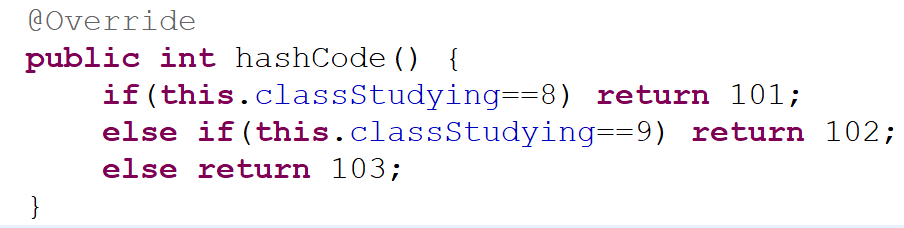 @Override
public int hashCode() {
if(this.classStudying==8) return 101;
else if(this.classStudying==9) return 102;
else return 103;
}